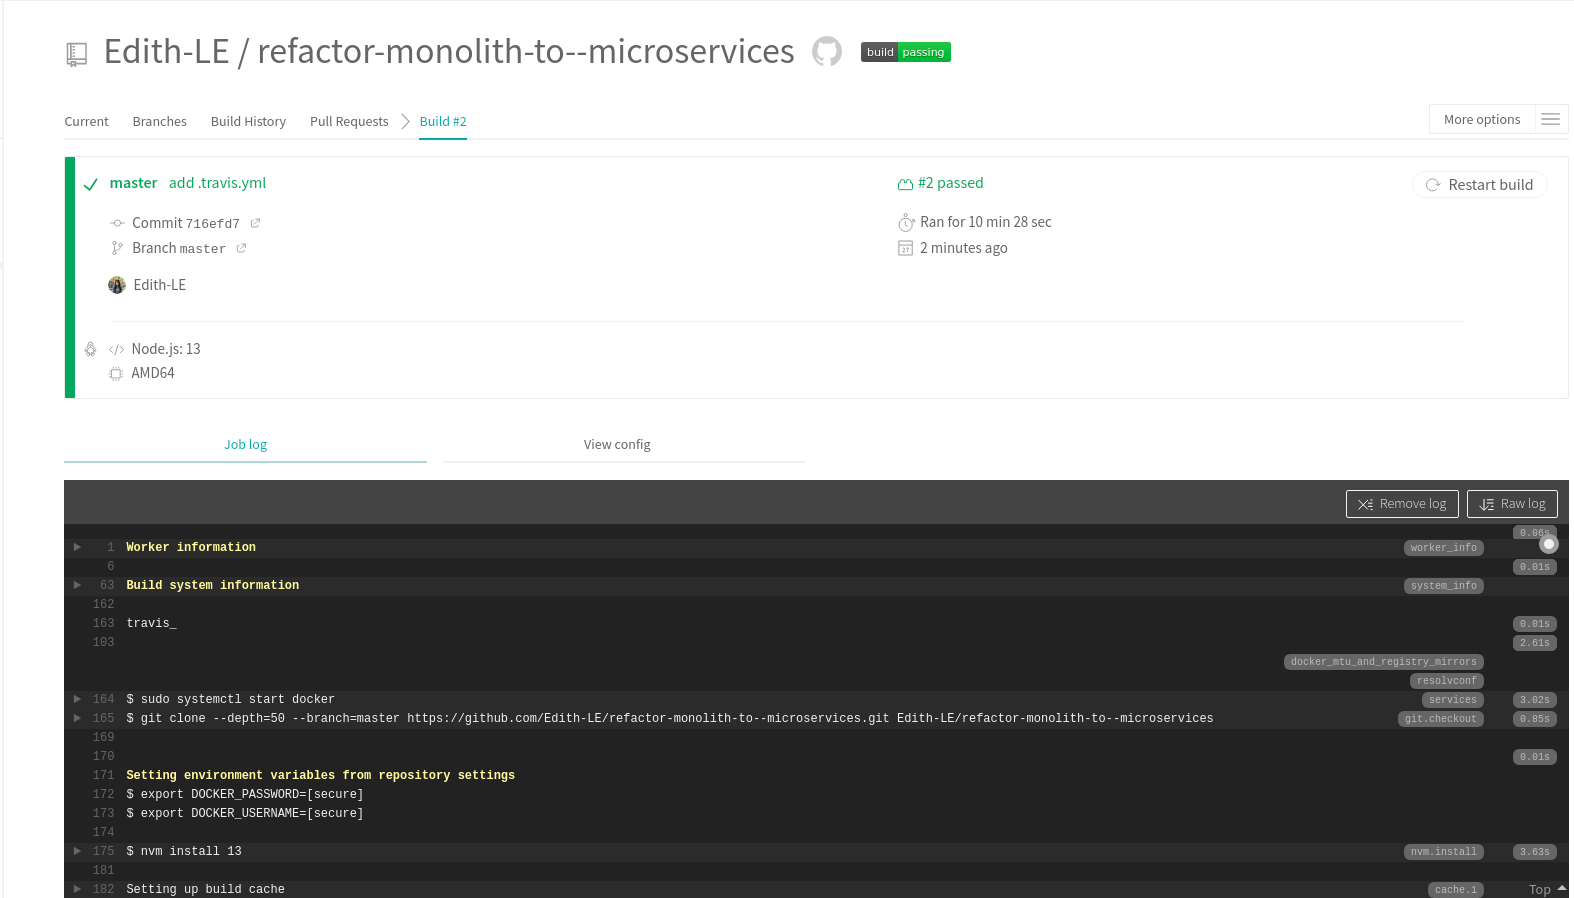 Edith-LE / refactor-monolith-to--microservices build passing
Current Branches Build History Pull Requests Build #2 More options
master add .travis.yml #2 passed Restart build
Commit 716efd7 Ran for 10 min 28 sec
Branch master 2 minutes ago
Edith-LE
Node.js: 13
AMD64
Job log View config
Remove log Raw log
0.06s
1 Worker information worker_info
6 0.01s
63 Build system information system_info
162
163 travis_ 0.01s
103 2.61s
docker_mtu_and_registry_mirrors
resolvconf
164 $ sudo systemctl start docker services 3.02s
165 $ git clone --depth=50 --branch=master https://github.com/Edith-LE/refactor-monolith-to--microservices.git Edith-LE/refactor-monolith-to--microservices git.checkout 0.85s
169
170 0.01s
171 Setting environment variables from repository settings
172 $ export DOCKER_PASSWORD=[secure]
173 $ export DOCKER_USERNAME=[secure]
174
175 $ nvm install 13 nvm.install 3.63s
181
182 Setting up build cache cache.1 Top